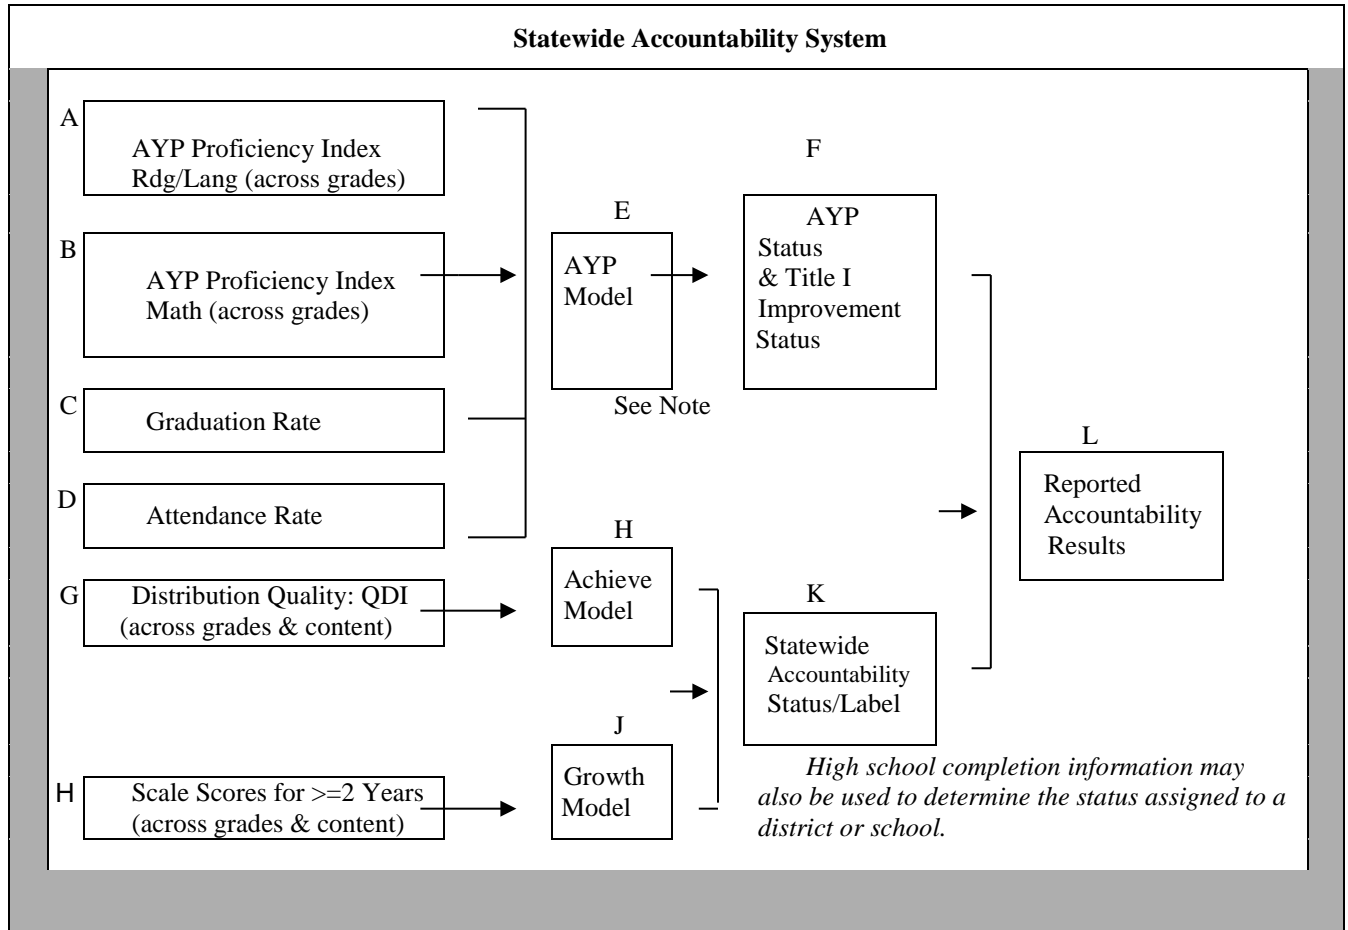 Statewide Accountability System
A
AYP Proficiency Index
Rdg/Lang (across grades)
B
AYP Proficiency Index
Math (across grades)
C
Graduation Rate
D
Attendance Rate
E
AYP
Model
See Note
F
AYP
Status
& Title I
Improvement
Status
G
Distribution Quality: QDI
(across grades & content)
H
Achieve
Model
H
Scale Scores for >=2 Years
(across grades & content)
J
Growth
Model
K
Statewide
Accountability
Status/Label
L
Reported
Accountability
Results
High school completion information may
also be used to determine the status assigned to a
district or school.